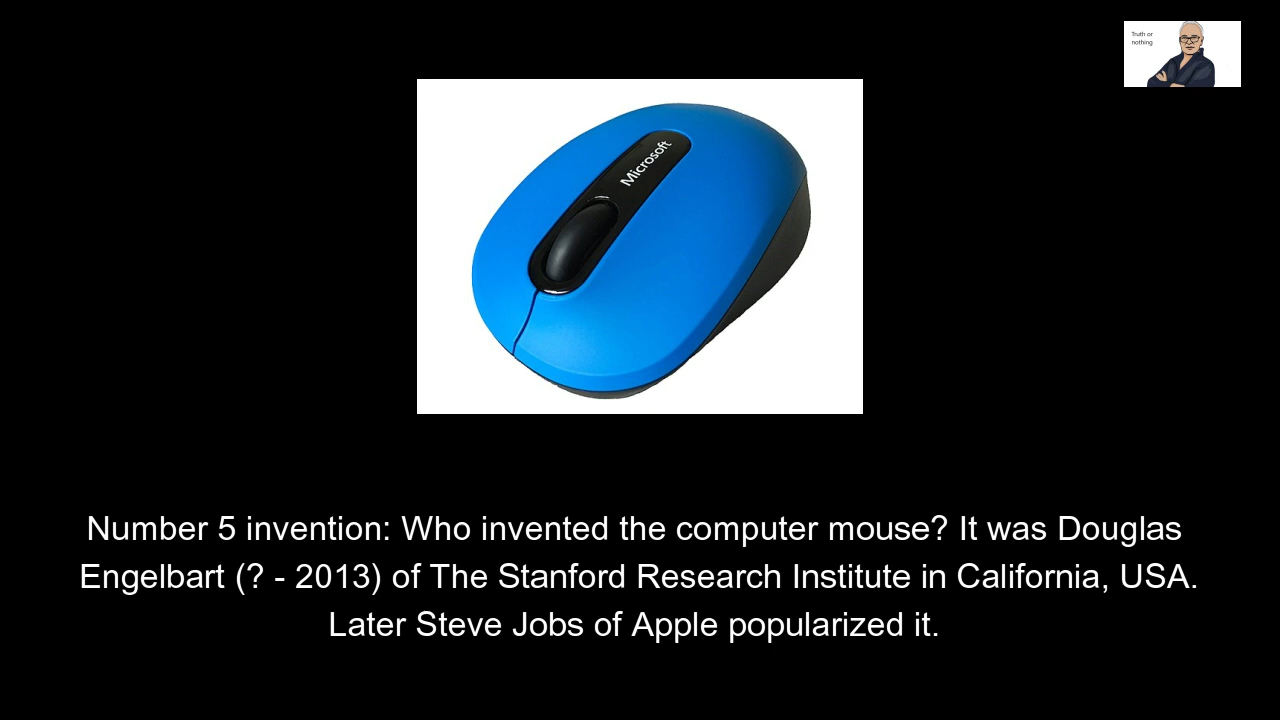 Truth or
nothing
Microsoft
Number 5 invention: Who invented the computer mouse? It was Douglas
Engelbart (? - 2013) of The Stanford Research Institute in California, USA.
Later Steve Jobs of Apple popularized it.